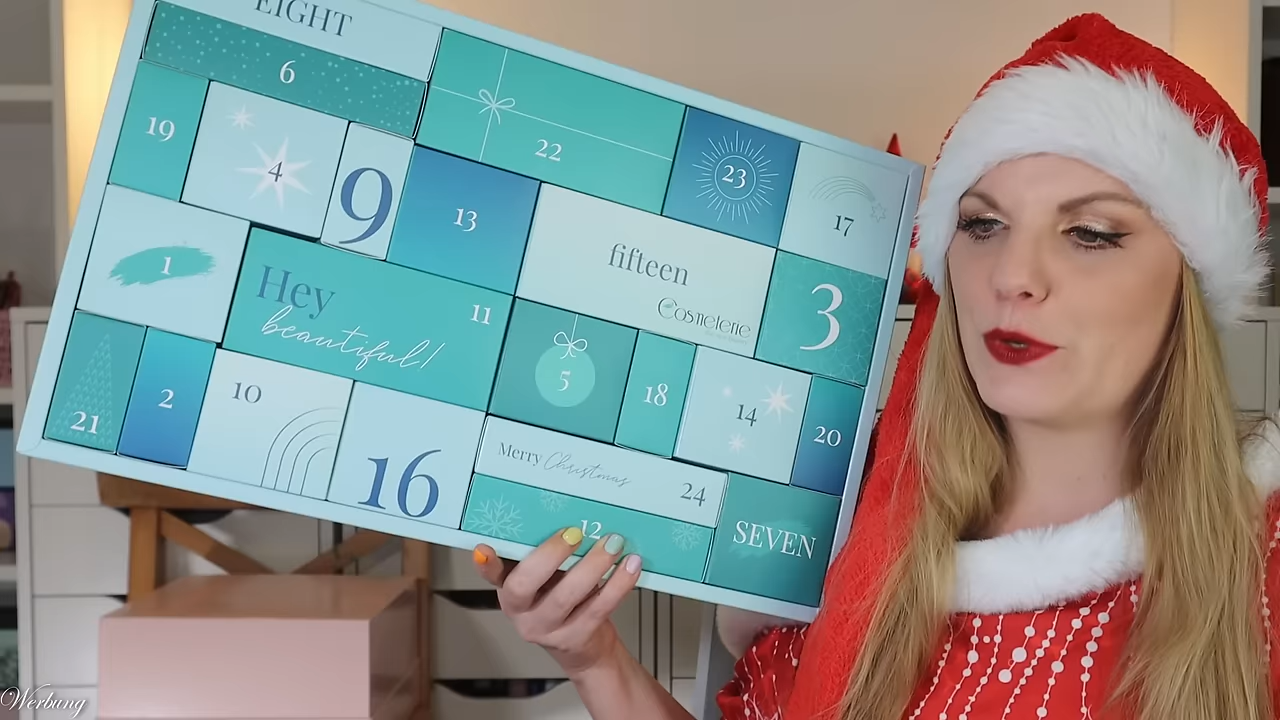 EIGHT
6
22
23
19
4
9
13
17
fifteen
Cosmeterie
3
1
Hey
beautiful!
11
5
18
14
20
21
2
10
16
Merry Christmas
24
12
SEVEN
Werbung